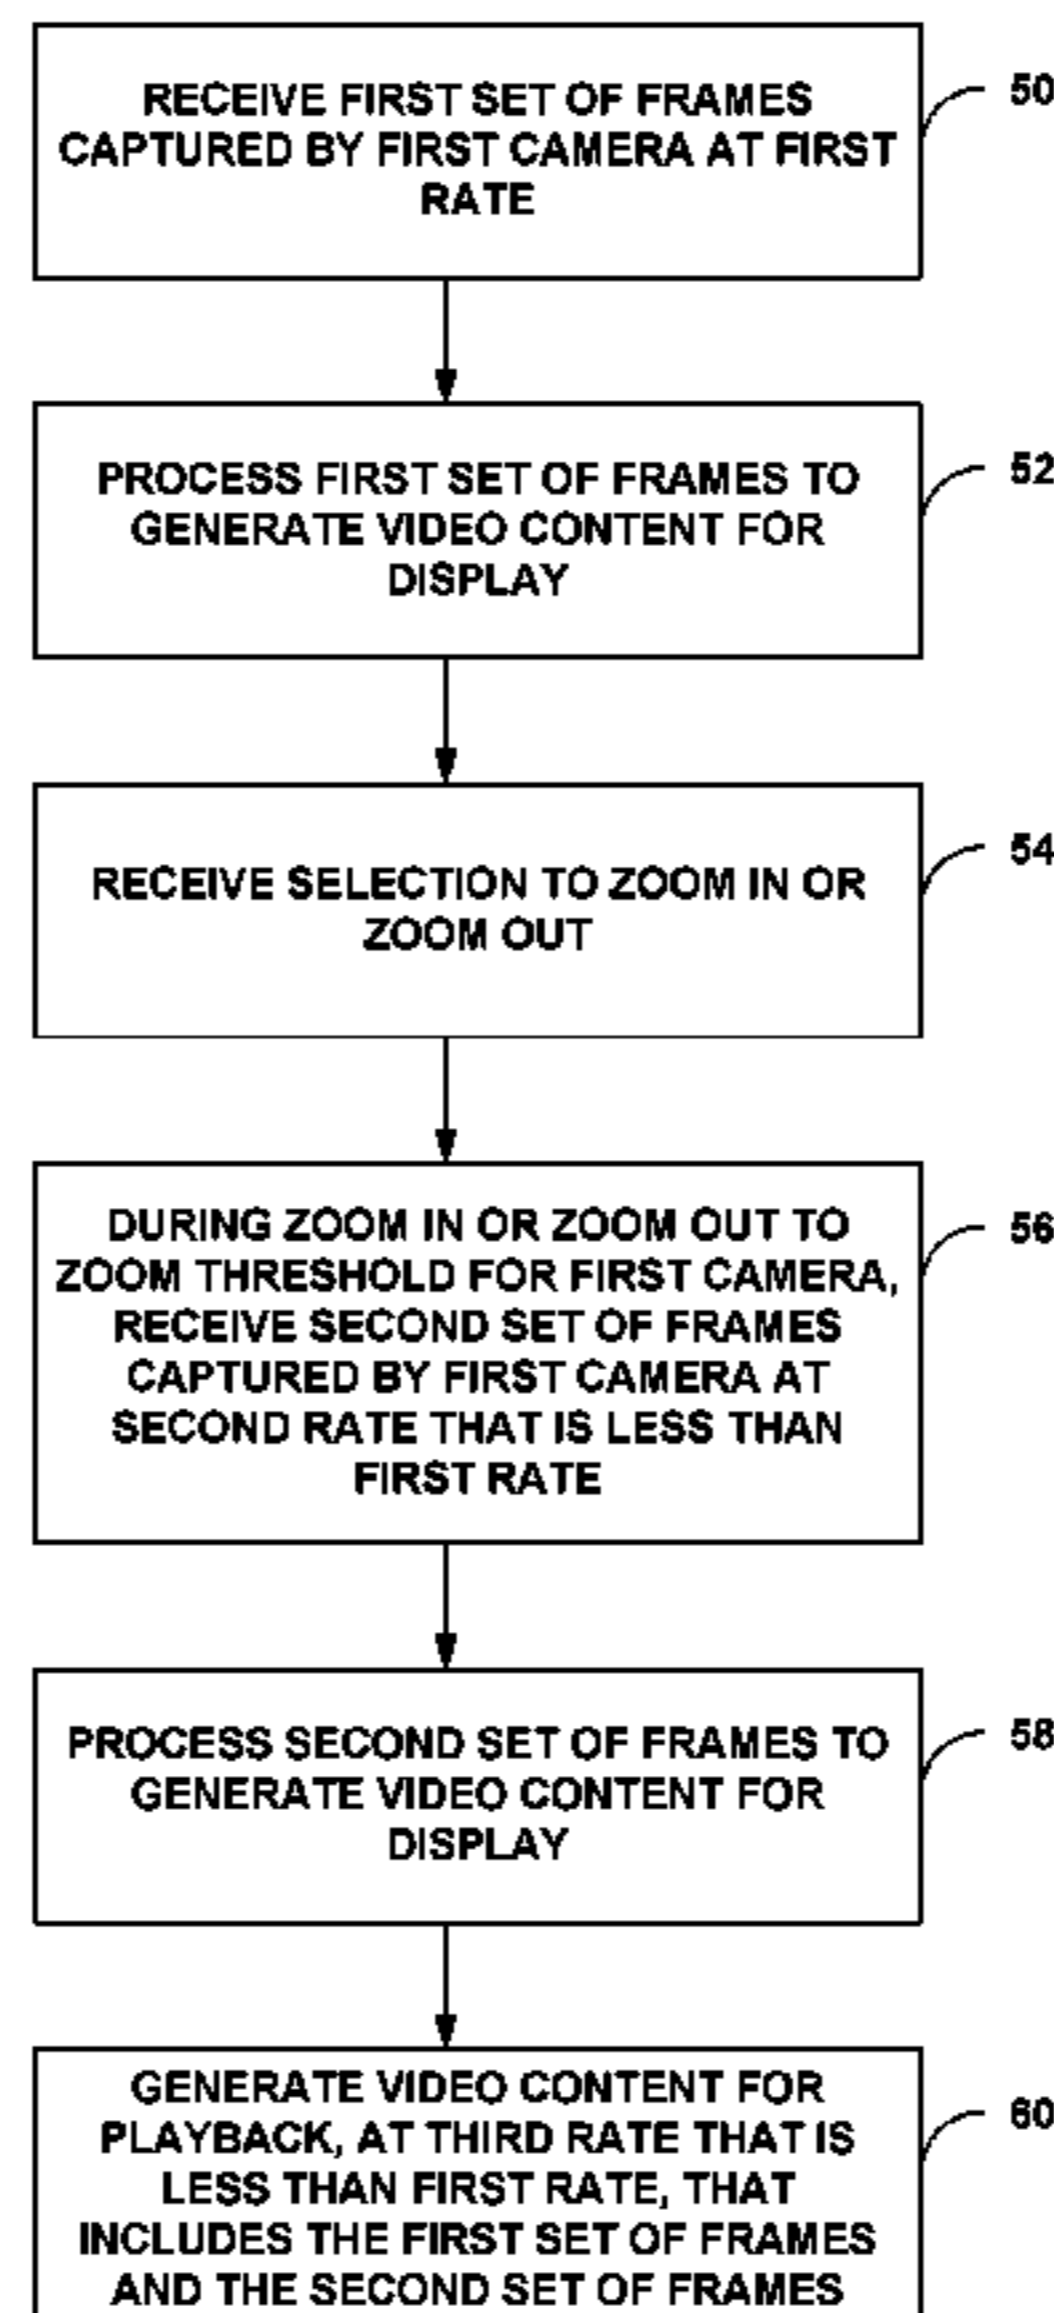 RECEIVE FIRST SET OF FRAMES
CAPTURED BY FIRST CAMERA AT FIRST
RATE
50
PROCESS FIRST SET OF FRAMES TO
GENERATE VIDEO CONTENT FOR
DISPLAY
52
RECEIVE SELECTION TO ZOOM IN OR
ZOOM OUT
54
DURING ZOOM IN OR ZOOM OUT TO
ZOOM THRESHOLD FOR FIRST CAMERA,
RECEIVE SECOND SET OF FRAMES
CAPTURED BY FIRST CAMERA AT
SECOND RATE THAT IS LESS THAN
FIRST RATE
56
PROCESS SECOND SET OF FRAMES TO
GENERATE VIDEO CONTENT FOR
DISPLAY
58
GENERATE VIDEO CONTENT FOR
PLAYBACK, AT THIRD RATE THAT IS
LESS THAN FIRST RATE, THAT
INCLUDES THE FIRST SET OF FRAMES
AND THE SECOND SET OF FRAMES
60